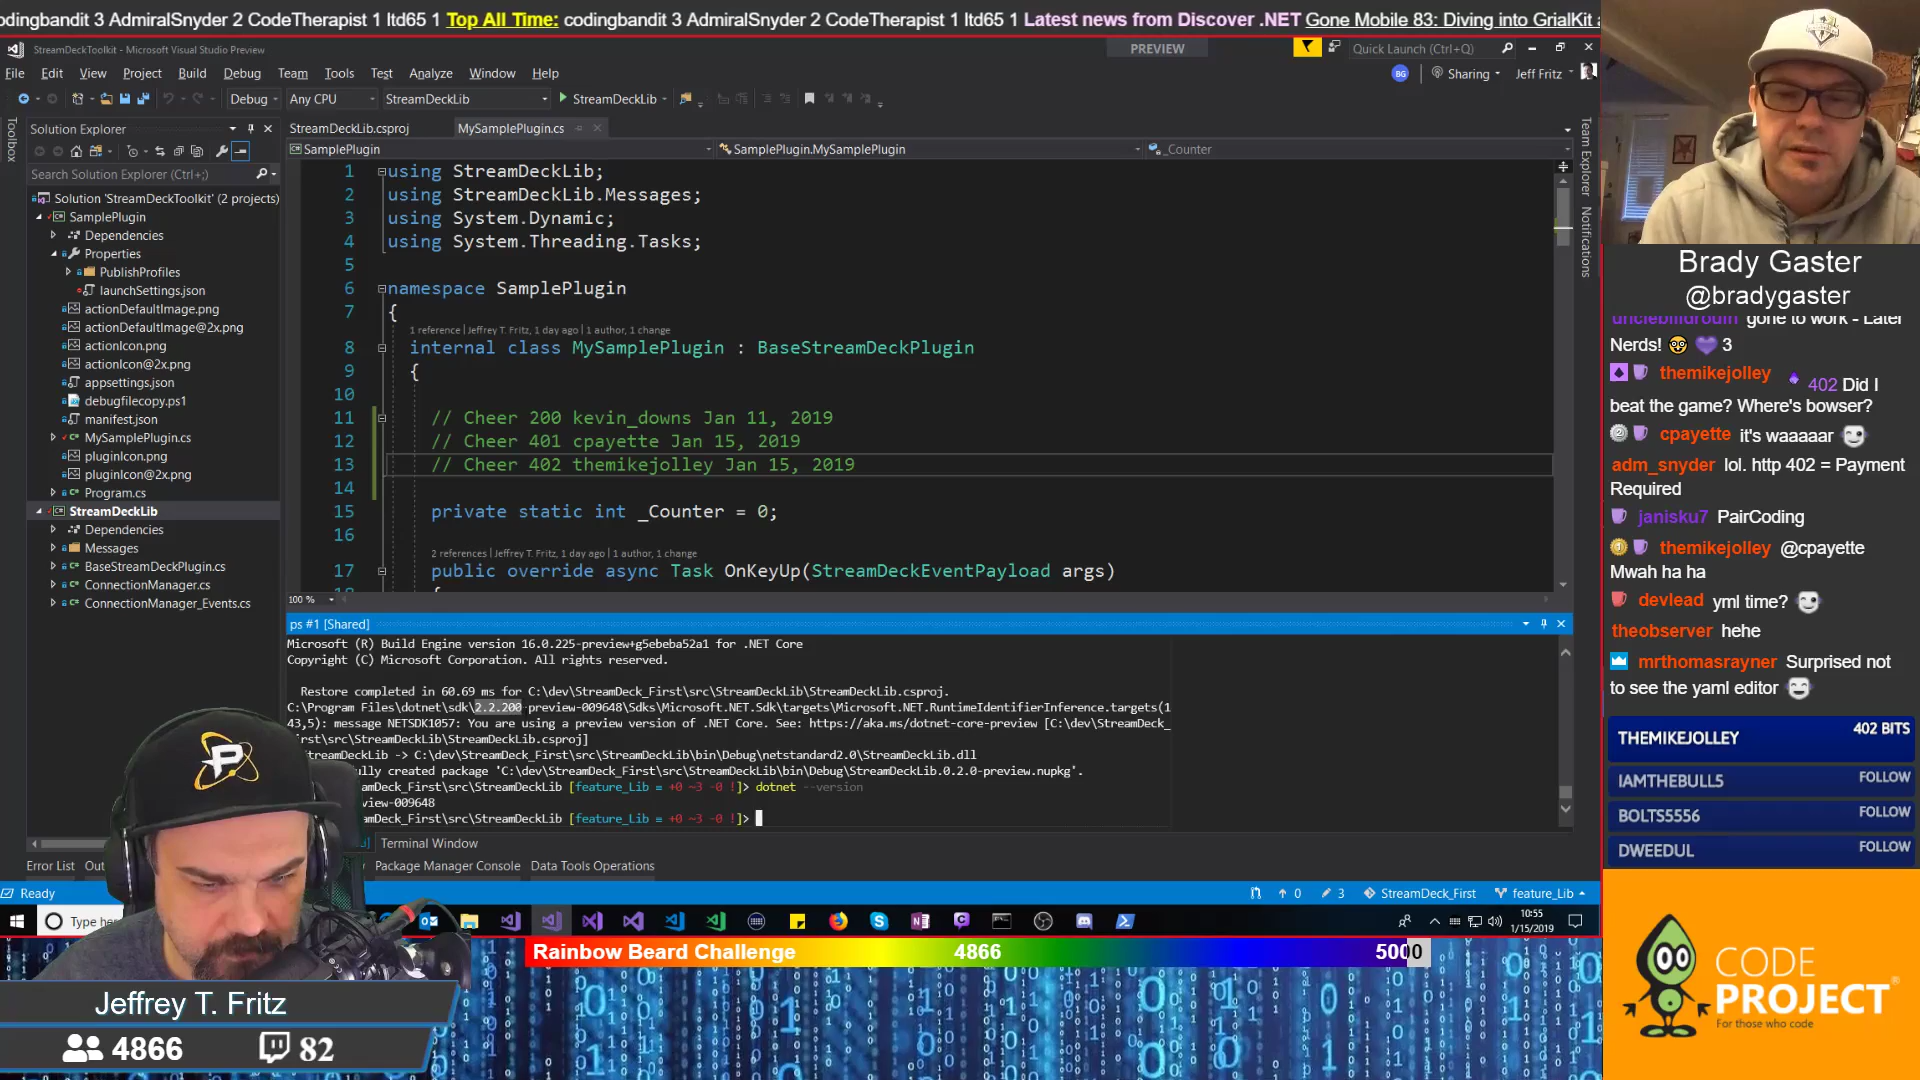 odingbandit 3 AdmiralSnyder 2 CodeTherapist 1 ltd65 1 Top All Time: codingbandit 3 AdmiralSnyder 2 CodeTherapist 1 ltd65 1 Latest news from Discover .NET Gone Mobile 83: Diving into GrialKit a
StreamDeckToolkit - Microsoft Visual Studio Preview
PREVIEW
Quick Launch (Ctrl+Q)
File Edit View Project Build Debug Team Tools Test Analyze Window Help
BG Sharing Jeff Fritz
Debug Any CPU StreamDeckLib StreamDeckLib
Toolbox
Solution Explorer
Search Solution Explorer (Ctrl+;)
Solution 'StreamDeckToolkit' (2 projects)
SamplePlugin
Dependencies
Properties
PublishProfiles
launchSettings.json
actionDefaultImage.png
actionDefaultImage@2x.png
actionIcon.png
actionIcon@2x.png
appsettings.json
debugfilecopy.ps1
manifest.json
MySamplePlugin.cs
pluginIcon.png
pluginIcon@2x.png
Program.cs
StreamDeckLib
Dependencies
Messages
BaseStreamDeckPlugin.cs
ConnectionManager.cs
ConnectionManager_Events.cs
StreamDeckLib.csproj MySamplePlugin.cs
SamplePlugin SamplePlugin.MySamplePlugin _Counter
1 using StreamDeckLib;
2 using StreamDeckLib.Messages;
3 using System.Dynamic;
4 using System.Threading.Tasks;
5
6 namespace SamplePlugin
7 {
1 reference | Jeffrey T. Fritz, 1 day ago | 1 author, 1 change
8 internal class MySamplePlugin : BaseStreamDeckPlugin
9 {
10
11 // Cheer 200 kevin_downs Jan 11, 2019
12 // Cheer 401 cpayette Jan 15, 2019
13 // Cheer 402 themikejolley Jan 15, 2019
14
15 private static int _Counter = 0;
16
2 references | Jeffrey T. Fritz, 1 day ago | 1 author, 1 change
17 public override async Task OnKeyUp(StreamDeckEventPayload args)
100 %
Team Explorer
Notifications
ps #1 [Shared]
Microsoft (R) Build Engine version 16.0.225-preview+g5ebeba52a1 for .NET Core
Copyright (C) Microsoft Corporation. All rights reserved.
Restore completed in 60.69 ms for C:\dev\StreamDeck_First\src\StreamDeckLib\StreamDeckLib.csproj.
C:\Program Files\dotnet\sdk\2.2.200-preview-009648\Sdks\Microsoft.NET.Sdk\targets\Microsoft.NET.RuntimeIdentifierInference.targets(1
43,5): message NETSDK1057: You are using a preview version of .NET Core. See: https://aka.ms/dotnet-core-preview [C:\dev\StreamDeck_
irst\src\StreamDeckLib\StreamDeckLib.csproj]
StreamDeckLib -> C:\dev\StreamDeck_First\src\StreamDeckLib\bin\Debug\netstandard2.0\StreamDeckLib.dll
ully created package 'C:\dev\StreamDeck_First\src\StreamDeckLib\bin\Debug\StreamDeckLib.0.2.0-preview.nupkg'.
amDeck_First\src\StreamDeckLib [feature_Lib ≡ +0 ~3 -0 !]> dotnet --version
view-009648
amDeck_First\src\StreamDeckLib [feature_Lib ≡ +0 ~3 -0 !]>
Terminal Window
Error List Out Package Manager Console Data Tools Operations
Ready 0 3 StreamDeck_First feature_Lib
Type he
10:55
1/15/2019
Rainbow Beard Challenge 4866 5000
Jeffrey T. Fritz
4866 82
Brady Gaster
@bradygaster
unclebilldrouin gone to work - Later
Nerds! 3
themikejolley 402 Did I
beat the game? Where's bowser?
cpayette it's waaaaar
adm_snyder lol. http 402 = Payment
Required
janisku7 PairCoding
themikejolley @cpayette
Mwah ha ha
devlead yml time?
theobserver hehe
mrthomasrayner Surprised not
to see the yaml editor
THEMIKEJOLLEY 402 BITS
IAMTHEBULL5 FOLLOW
BOLTS5556 FOLLOW
DWEEDUL FOLLOW
CODE
PROJECT
For those who code